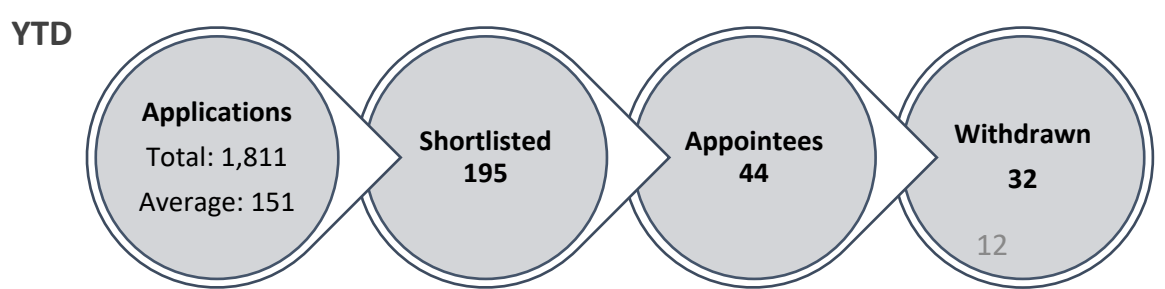 YTD
Applications
Total: 1,811
Average: 151
Shortlisted
195
Appointees
44
Withdrawn
32
12